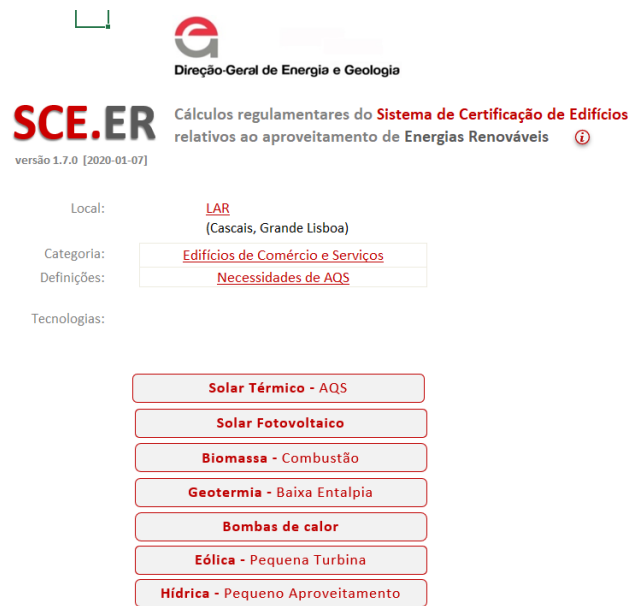 Direção-Geral de Energia e Geologia
SCE.ER
Cálculos regulamentares do Sistema de Certificação de Edifícios
relativos ao aproveitamento de Energias Renováveis
versão 1.7.0 [2020-01-07]
Local: LAR
(Cascais, Grande Lisboa)
Categoria: Edifícios de Comércio e Serviços
Definições: Necessidades de AQS
Tecnologias:
Solar Térmico - AQS
Solar Fotovoltaico
Biomassa - Combustão
Geotermia - Baixa Entalpia
Bombas de calor
Eólica - Pequena Turbina
Hídrica - Pequeno Aproveitamento